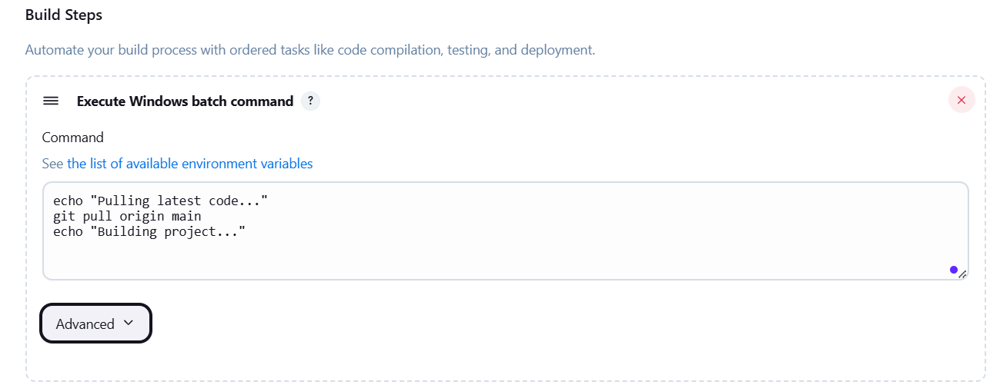 Build Steps
Automate your build process with ordered tasks like code compilation, testing, and deployment.
Execute Windows batch command ?
Command
See the list of available environment variables
echo "Pulling latest code..."
git pull origin main
echo "Building project..."
Advanced